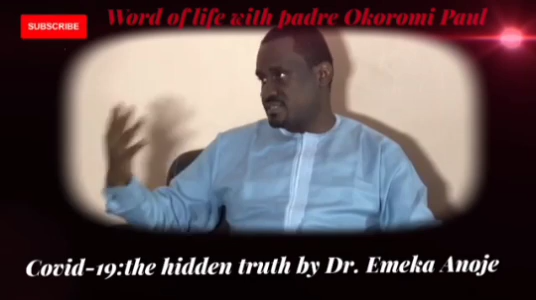 SUBSCRIBE
Word of life with padre Okoromi Paul
Covid-19:the hidden truth by Dr. Emeka Anoje